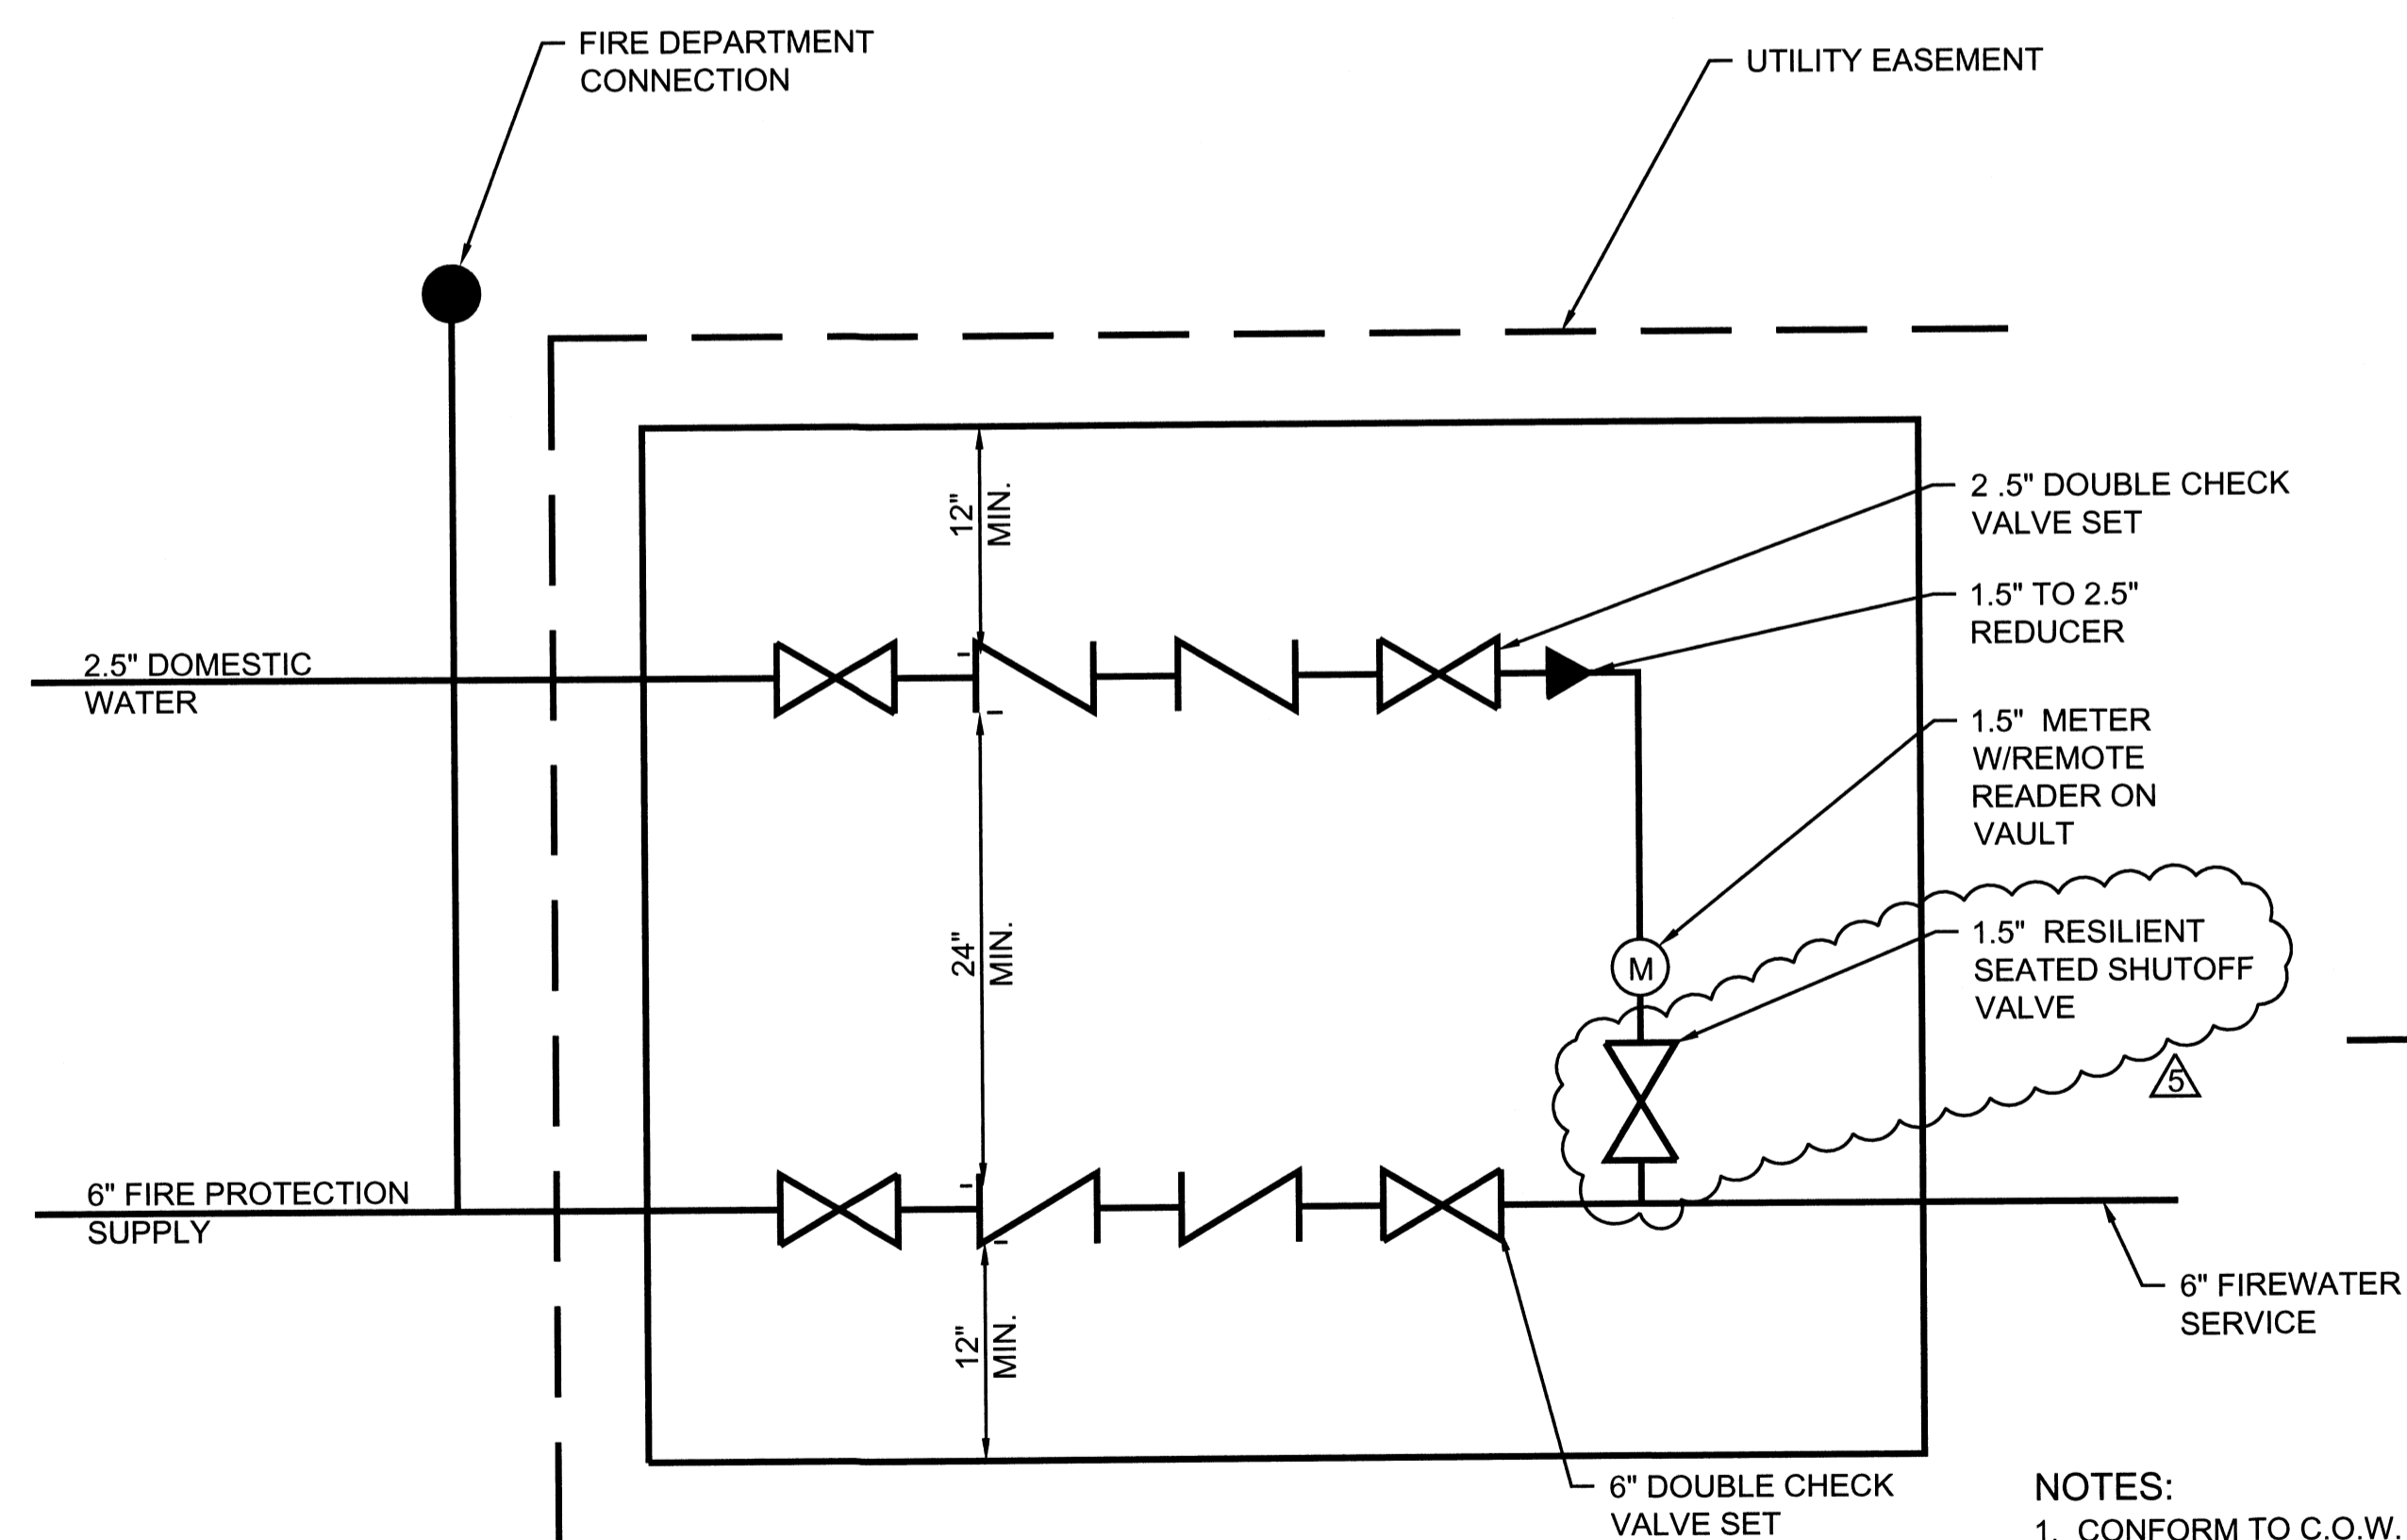 FIRE DEPARTMENT
CONNECTION
UTILITY EASEMENT
12"
MIN.
2 .5" DOUBLE CHECK
VALVE SET
1.5" TO 2.5"
REDUCER
2.5" DOMESTIC
WATER
1.5" METER
W/REMOTE
READER ON
VAULT
24"
MIN.
M
1.5" RESILIENT
SEATED SHUTOFF
VALVE
5
6" FIRE PROTECTION
SUPPLY
6" FIREWATER
SERVICE
12"
MIN.
6" DOUBLE CHECK
VALVE SET
NOTES:
1. CONFORM TO C.O.W.